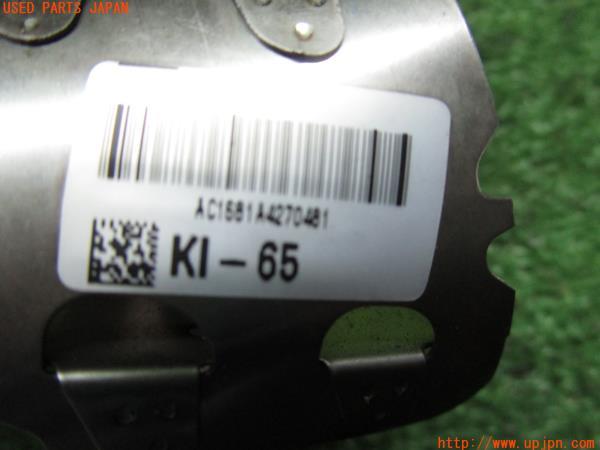 USED PARTS JAPAN
AC1681A4270481
KI-65
http://www.upjpn.com/